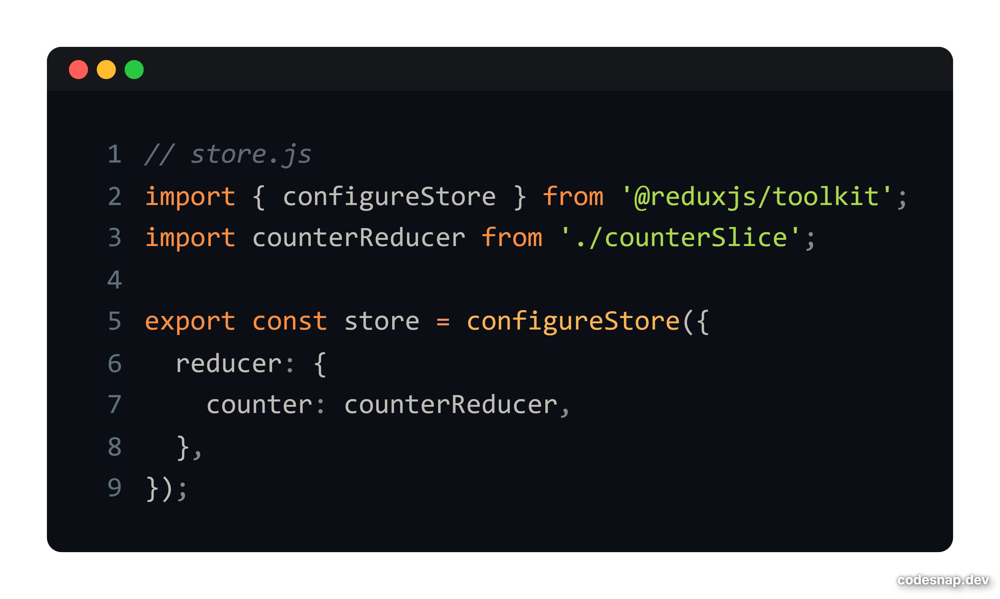 1 // store.js
2 import { configureStore } from '@reduxjs/toolkit';
3 import counterReducer from './counterSlice';
4
5 export const store = configureStore({
6   reducer: {
7     counter: counterReducer,
8   },
9 });
codesnap.dev